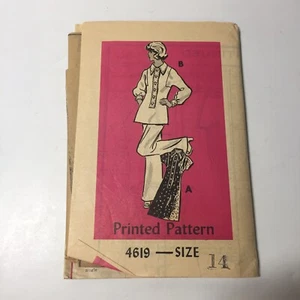 B
A
Printed Pattern
4619 — SIZE 14